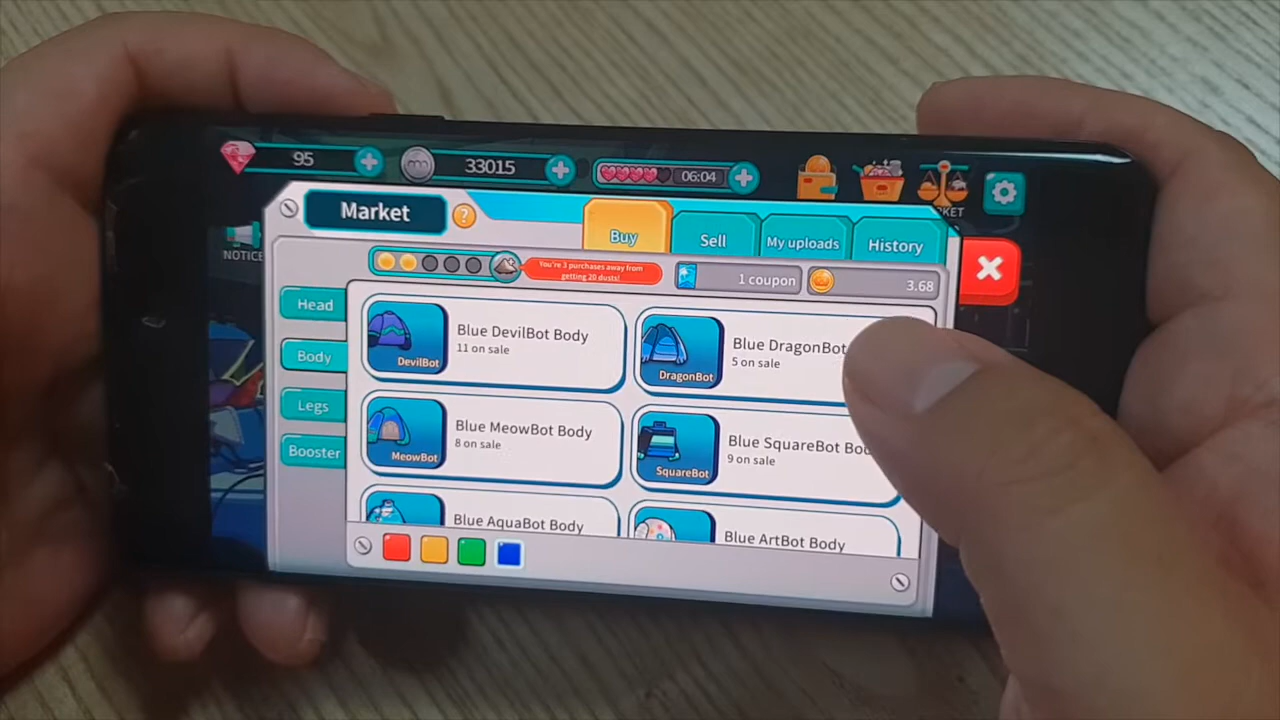 95
33015
06:04
KET
NOTICE
Market
?
Buy
Sell
My uploads
History
You're 3 purchases away from
getting 20 dusts!
1 coupon
3.68
Head
Body
Legs
Booster
DevilBot
Blue DevilBot Body
11 on sale
DragonBot
Blue DragonBot
5 on sale
MeowBot
Blue MeowBot Body
8 on sale
SquareBot
Blue SquareBot Bo
9 on sale
Blue AquaBot Body
Blue ArtBot Body